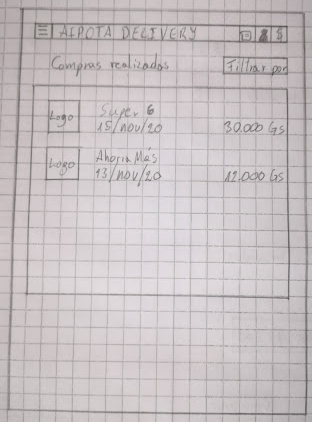 AIPOTA DELIVERY
Compras realizadas
Filtrar por
Logo
Super 6
15/nov/20
30.000 Gs
Logo
Ahorra Más
13/nov/20
12.000 Gs